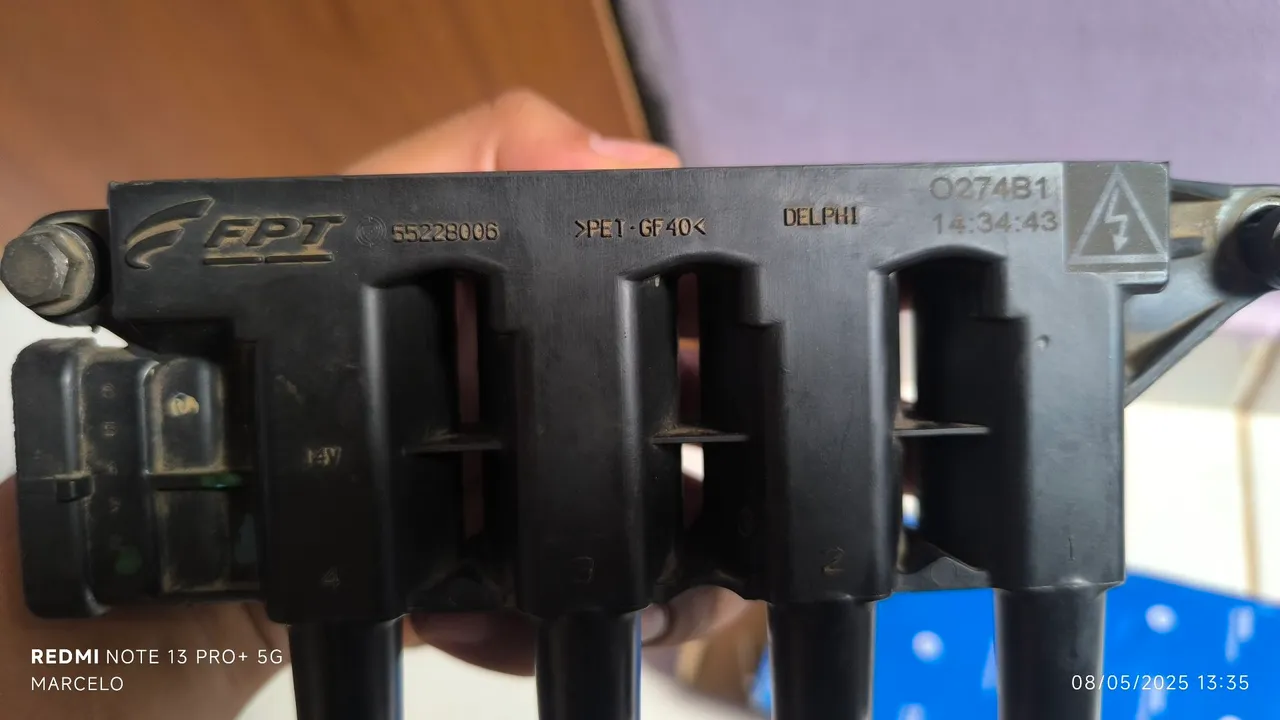 FPT 55228006 >PET-GF40< DELPHI
O274B1
14:34:43
14V
4 3 2 1
REDMI NOTE 13 PRO+ 5G
MARCELO
08/05/2025 13:35